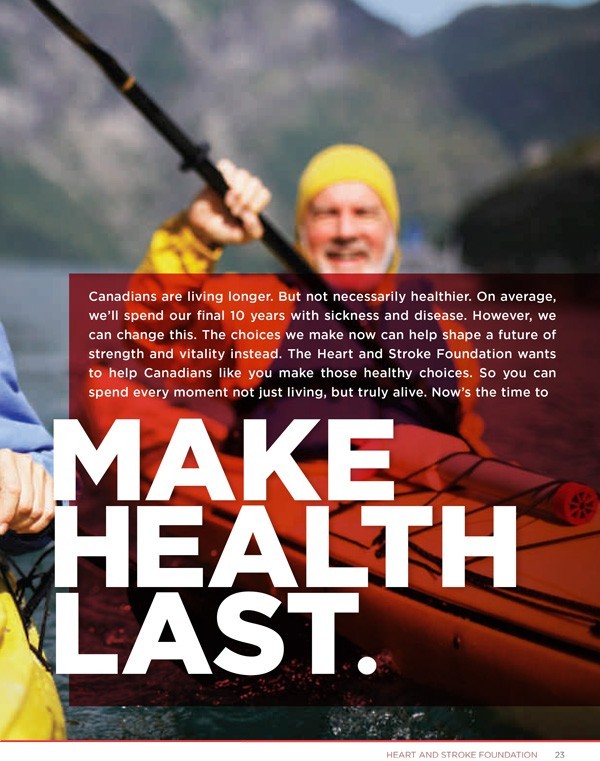 Canadians are living longer. But not necessarily healthier. On average,
we'll spend our final 10 years with sickness and disease. However, we
can change this. The choices we make now can help shape a future of
strength and vitality instead. The Heart and Stroke Foundation wants
to help Canadians like you make those healthy choices. So you can
spend every moment not just living, but truly alive. Now's the time to
MAKE
HEALTH
LAST.
HEART AND STROKE FOUNDATION 23